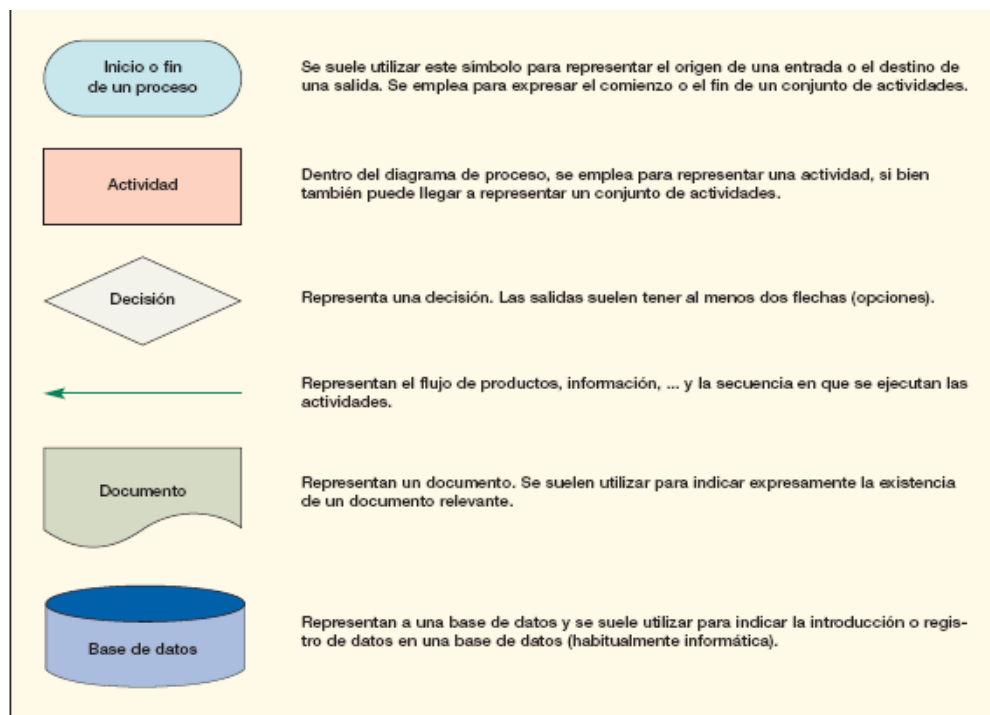 Inicio o fin
de un proceso
Se suele utilizar este símbolo para representar el origen de una entrada o el destino de
una salida. Se emplea para expresar el comienzo o el fin de un conjunto de actividades.
Actividad
Dentro del diagrama de proceso, se emplea para representar una actividad, si bien
también puede llegar a representar un conjunto de actividades.
Decisión
Representa una decisión. Las salidas suelen tener al menos dos flechas (opciones).
Representan el flujo de productos, información, ... y la secuencia en que se ejecutan las
actividades.
Documento
Representan un documento. Se suelen utilizar para indicar expresamente la existencia
de un documento relevante.
Base de datos
Representan a una base de datos y se suele utilizar para indicar la introducción o regis-
tro de datos en una base de datos (habitualmente informática).